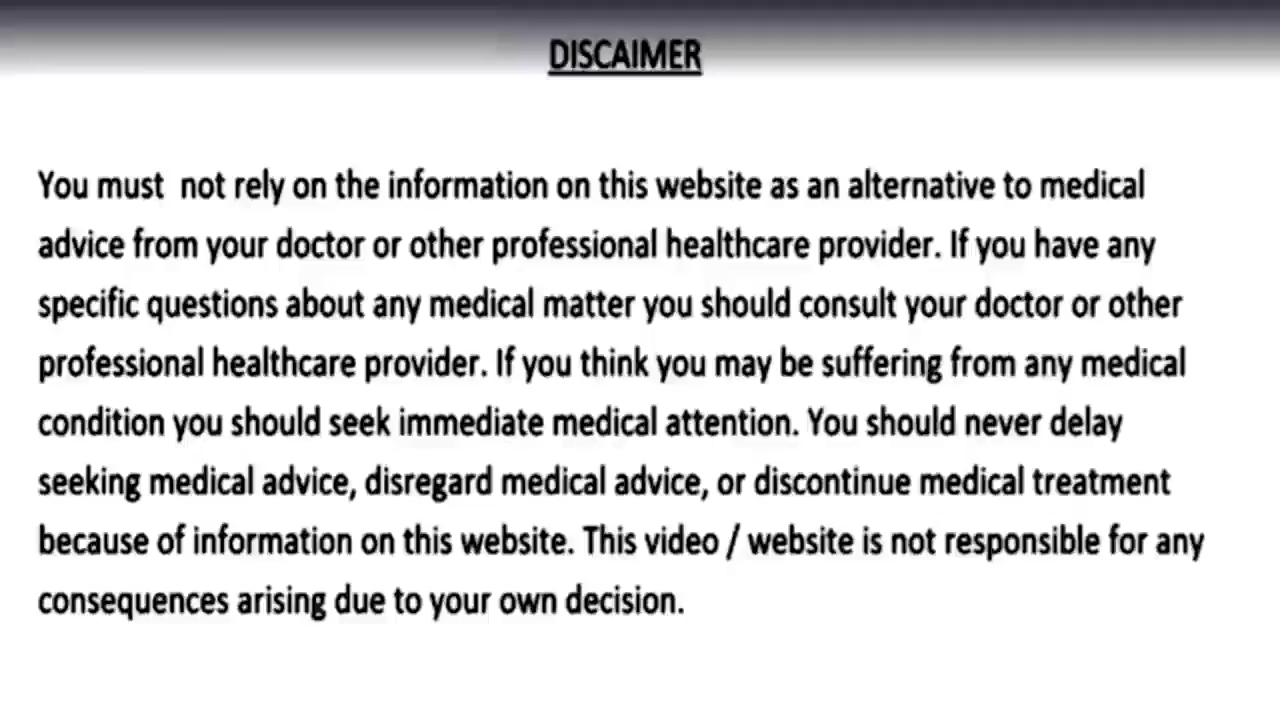 DISCAIMER
You must  not rely on the information on this website as an alternative to medical
advice from your doctor or other professional healthcare provider. If you have any
specific questions about any medical matter you should consult your doctor or other
professional healthcare provider. If you think you may be suffering from any medical
condition you should seek immediate medical attention. You should never delay
seeking medical advice, disregard medical advice, or discontinue medical treatment
because of information on this website. This video / website is not responsible for any
consequences arising due to your own decision.